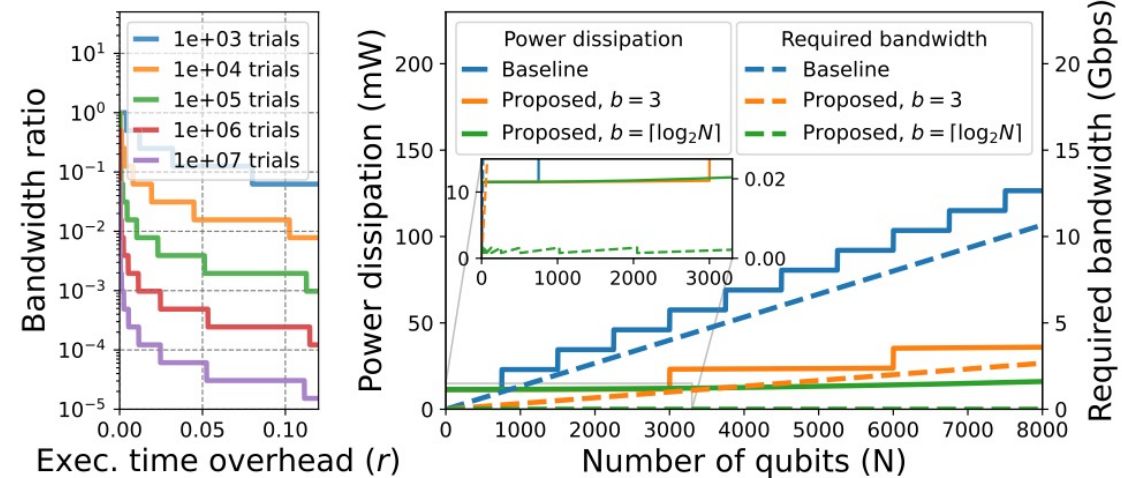 Bandwidth ratio
10¹
10⁰
10⁻¹
10⁻²
10⁻³
10⁻⁴
10⁻⁵
1e+03 trials
1e+04 trials
1e+05 trials
1e+06 trials
1e+07 trials
0.00 0.05 0.10
Exec. time overhead (r)
Power dissipation (mW)
200
150
100
50
0
Power dissipation
Baseline
Proposed, b = 3
Proposed, b = ⌈log₂N⌉
Required bandwidth
Baseline
Proposed, b = 3
Proposed, b = ⌈log₂N⌉
10
0
0.02
0.00
0 1000 2000 3000
0 1000 2000 3000 4000 5000 6000 7000 8000
Number of qubits (N)
20
15
10
5
0
Required bandwidth (Gbps)